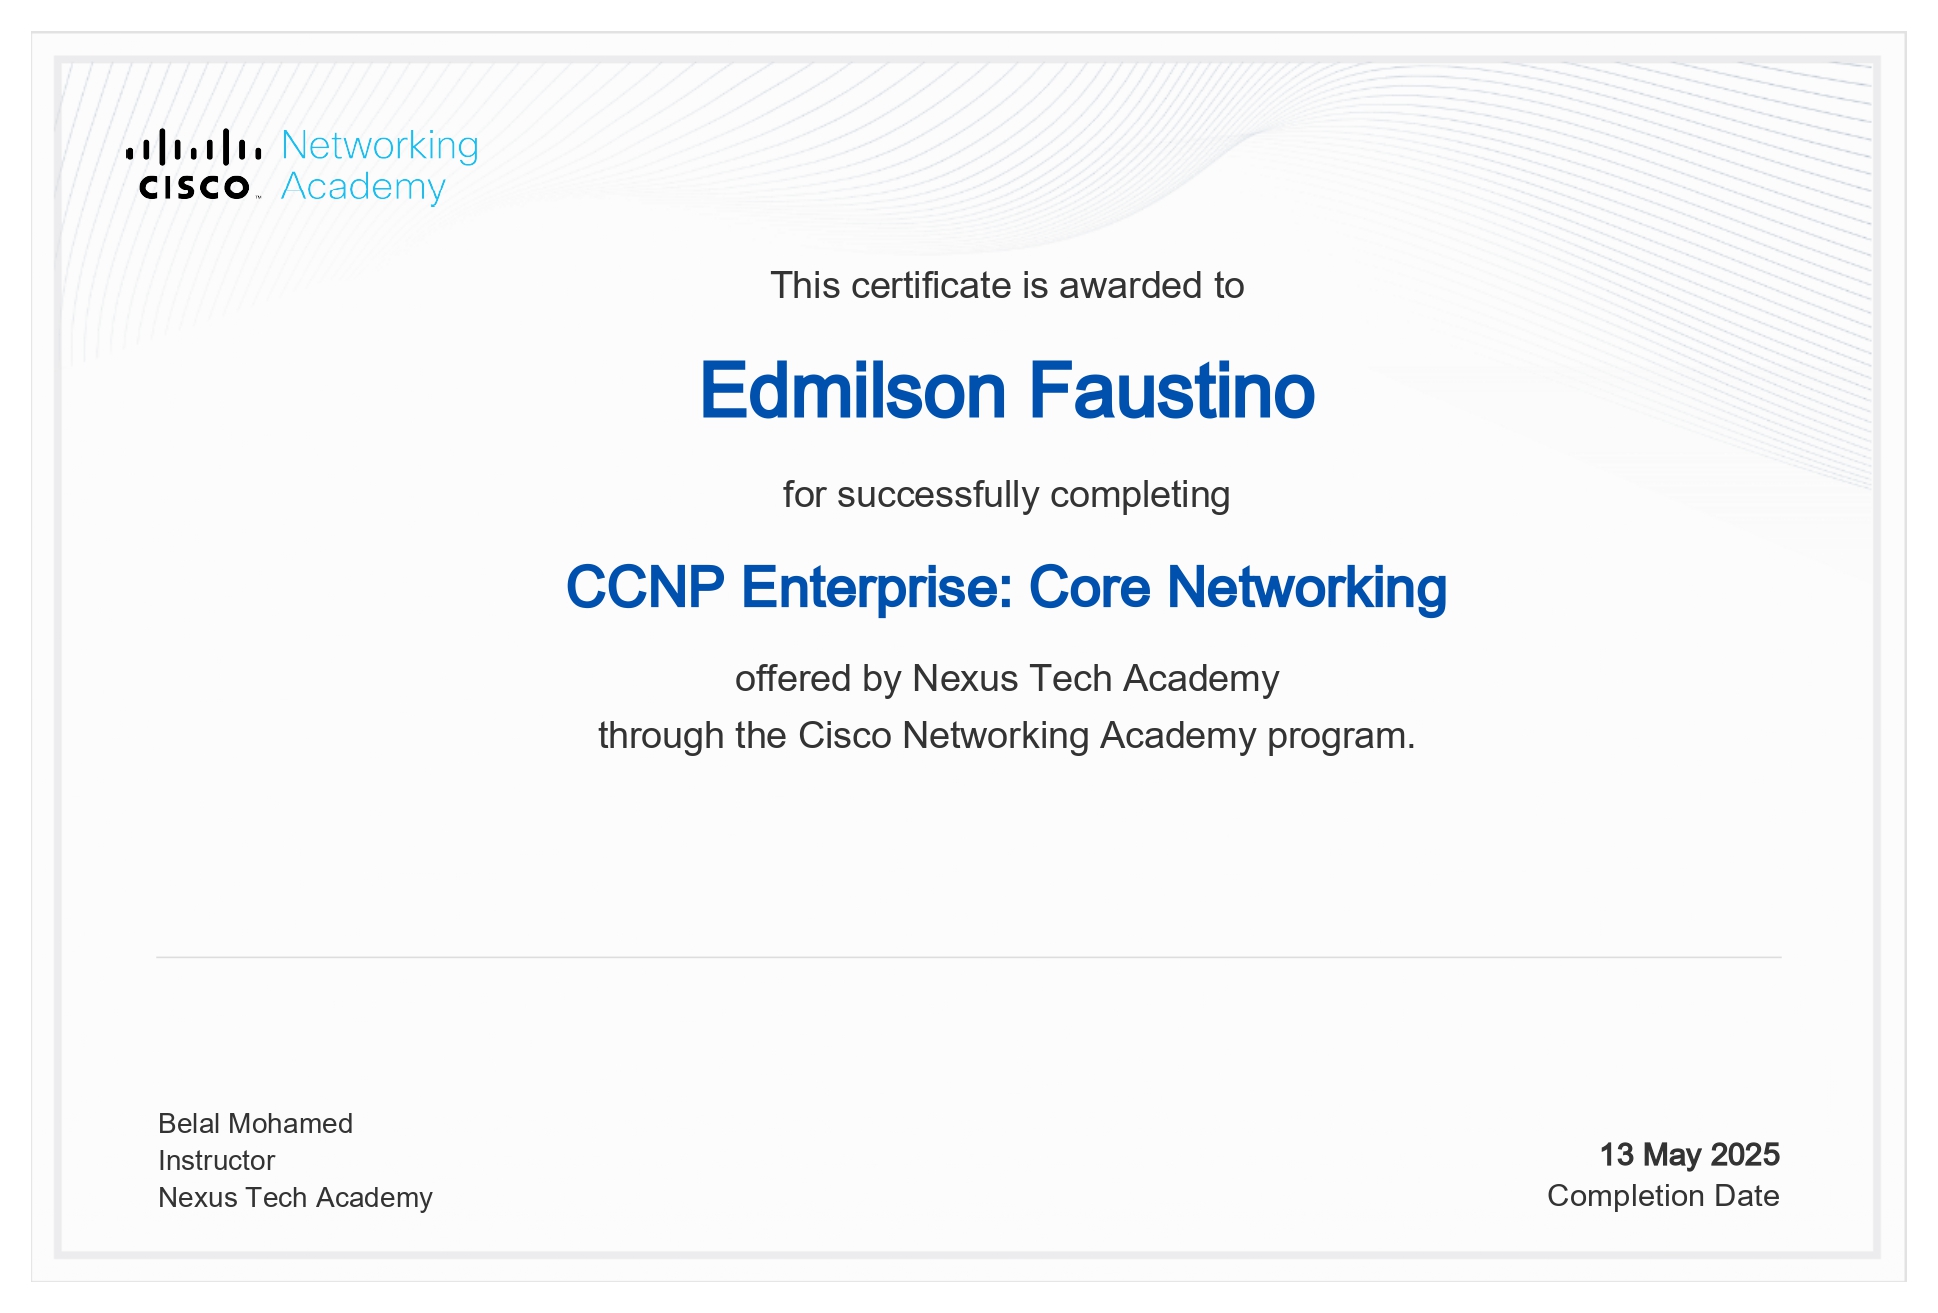 cisco™ Networking
Academy
This certificate is awarded to
Edmilson Faustino
for successfully completing
CCNP Enterprise: Core Networking
offered by Nexus Tech Academy
through the Cisco Networking Academy program.
Belal Mohamed
Instructor
Nexus Tech Academy
13 May 2025
Completion Date